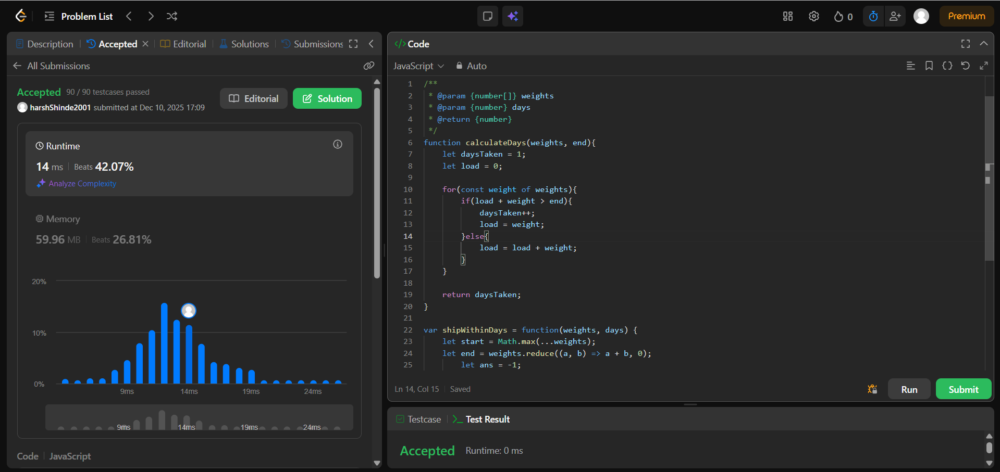 Problem List
0
Premium
Description
Accepted
Editorial
Solutions
Submissions
All Submissions
Accepted 90 / 90 testcases passed
harshShinde2001 submitted at Dec 10, 2025 17:09
Editorial
Solution
Runtime
14 ms Beats 42.07%
Analyze Complexity
Memory
59.96 MB Beats 26.81%
20%
10%
0%
9ms 14ms 19ms 24ms
9ms 14ms 19ms 24ms
Code JavaScript
</> Code
JavaScript Auto
1 /**
2 * @param {number[]} weights
3 * @param {number} days
4 * @return {number}
5 */
6 function calculateDays(weights, end){
7 let daysTaken = 1;
8 let load = 0;
9
10 for(const weight of weights){
11 if(load + weight > end){
12 daysTaken++;
13 load = weight;
14 }else{
15 load = load + weight;
16 }
17 }
18
19 return daysTaken;
20 }
21
22 var shipWithinDays = function(weights, days) {
23 let start = Math.max(...weights);
24 let end = weights.reduce((a, b) => a + b, 0);
25 let ans = -1;
Ln 14, Col 15 Saved
Run
Submit
Testcase
>_ Test Result
Accepted Runtime: 0 ms